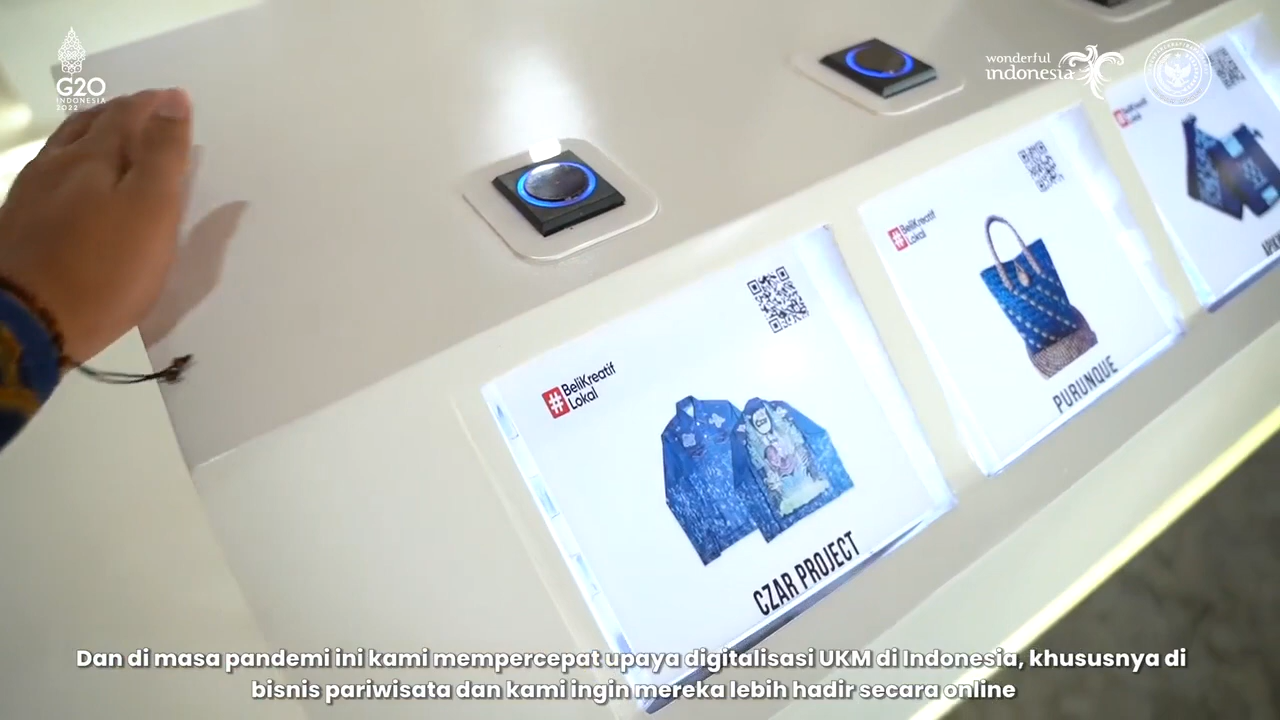 G20
INDONESIA
2022
wonderful
indonesia
#BeliKreatif
Lokal
#BeliKreatif
Lokal
PURUNQUE
#BeliKreatif
Lokal
CZAR PROJECT
Dan di masa pandemi ini kami mempercepat upaya digitalisasi UKM di Indonesia, khususnya di
bisnis pariwisata dan kami ingin mereka lebih hadir secara online